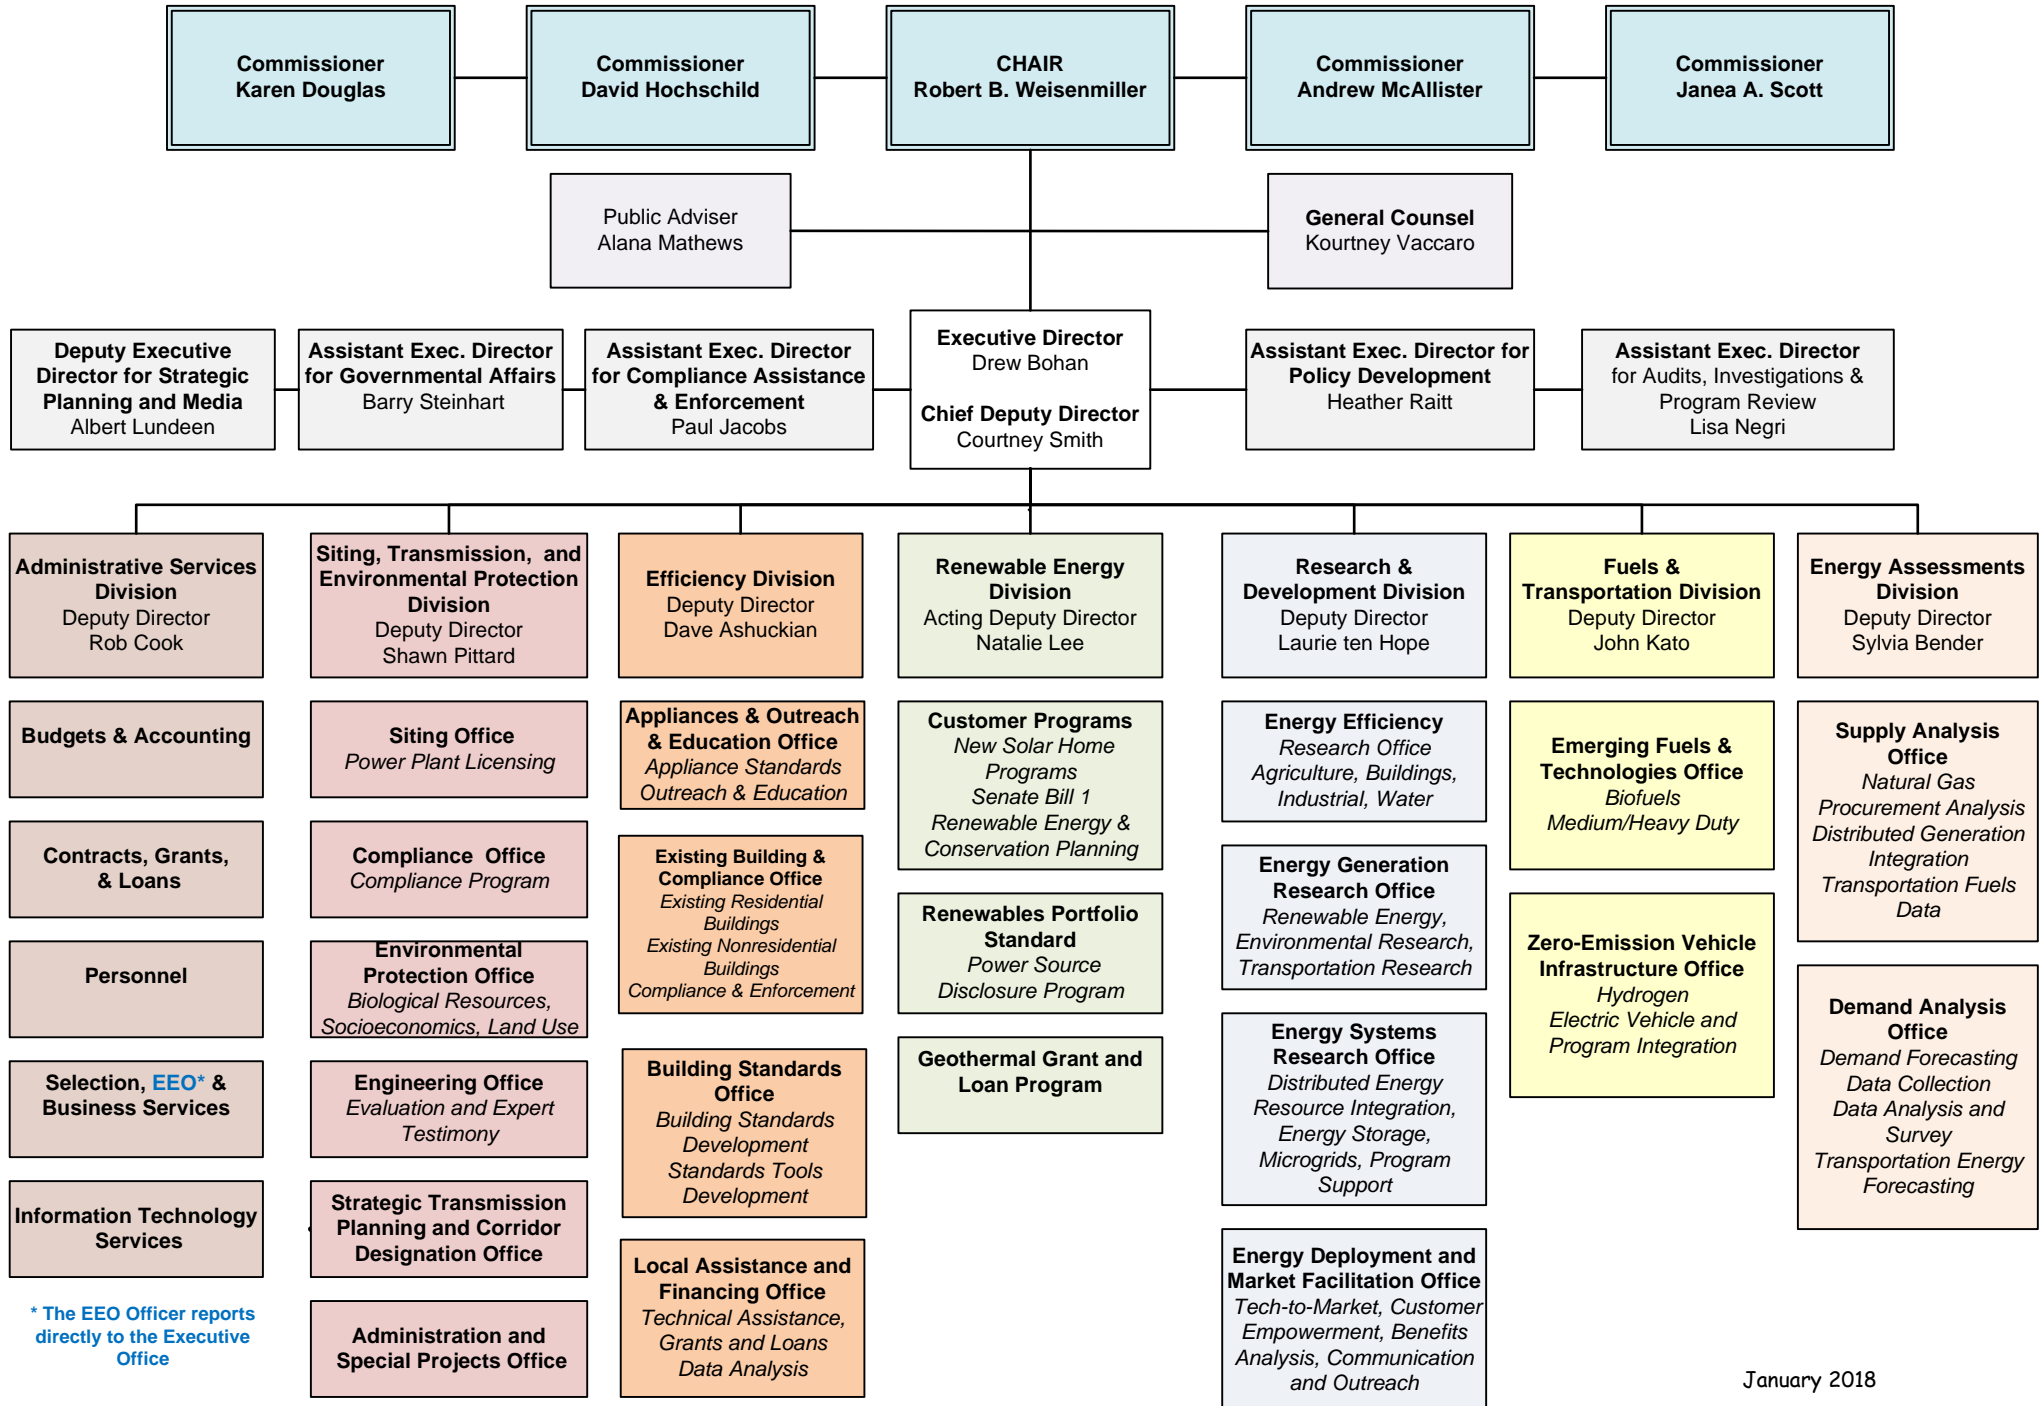 Commissioner
Karen Douglas
Commissioner
David Hochschild
CHAIR
Robert B. Weisenmiller
Commissioner
Andrew McAllister
Commissioner
Janea A. Scott
Public Adviser
Alana Mathews
General Counsel
Kourtney Vaccaro
Deputy Executive
Director for Strategic
Planning and Media
Albert Lundeen
Assistant Exec. Director
for Governmental Affairs
Barry Steinhart
Assistant Exec. Director
for Compliance Assistance
& Enforcement
Paul Jacobs
Executive Director
Drew Bohan
Chief Deputy Director
Courtney Smith
Assistant Exec. Director for
Policy Development
Heather Raitt
Assistant Exec. Director
for Audits, Investigations &
Program Review
Lisa Negri
Administrative Services
Division
Deputy Director
Rob Cook
Budgets & Accounting
Contracts, Grants,
& Loans
Personnel
Selection, EEO* &
Business Services
Information Technology
Services
* The EEO Officer reports
directly to the Executive
Office
Siting, Transmission, and
Environmental Protection
Division
Deputy Director
Shawn Pittard
Siting Office
Power Plant Licensing
Compliance Office
Compliance Program
Environmental
Protection Office
Biological Resources,
Socioeconomics, Land Use
Engineering Office
Evaluation and Expert
Testimony
Strategic Transmission
Planning and Corridor
Designation Office
Administration and
Special Projects Office
Efficiency Division
Deputy Director
Dave Ashuckian
Appliances & Outreach
& Education Office
Appliance Standards
Outreach & Education
Existing Building &
Compliance Office
Existing Residential
Buildings
Existing Nonresidential
Buildings
Compliance & Enforcement
Building Standards
Office
Building Standards
Development
Standards Tools
Development
Local Assistance and
Financing Office
Technical Assistance,
Grants and Loans
Data Analysis
Renewable Energy
Division
Acting Deputy Director
Natalie Lee
Customer Programs
New Solar Home
Programs
Senate Bill 1
Renewable Energy &
Conservation Planning
Renewables Portfolio
Standard
Power Source
Disclosure Program
Geothermal Grant and
Loan Program
Research &
Development Division
Deputy Director
Laurie ten Hope
Energy Efficiency
Research Office
Agriculture, Buildings,
Industrial, Water
Energy Generation
Research Office
Renewable Energy,
Environmental Research,
Transportation Research
Energy Systems
Research Office
Distributed Energy
Resource Integration,
Energy Storage,
Microgrids, Program
Support
Energy Deployment and
Market Facilitation Office
Tech-to-Market, Customer
Empowerment, Benefits
Analysis, Communication
and Outreach
Fuels &
Transportation Division
Deputy Director
John Kato
Emerging Fuels &
Technologies Office
Biofuels
Medium/Heavy Duty
Zero-Emission Vehicle
Infrastructure Office
Hydrogen
Electric Vehicle and
Program Integration
Energy Assessments
Division
Deputy Director
Sylvia Bender
Supply Analysis
Office
Natural Gas
Procurement Analysis
Distributed Generation
Integration
Transportation Fuels
Data
Demand Analysis
Office
Demand Forecasting
Data Collection
Data Analysis and
Survey
Transportation Energy
Forecasting
January 2018